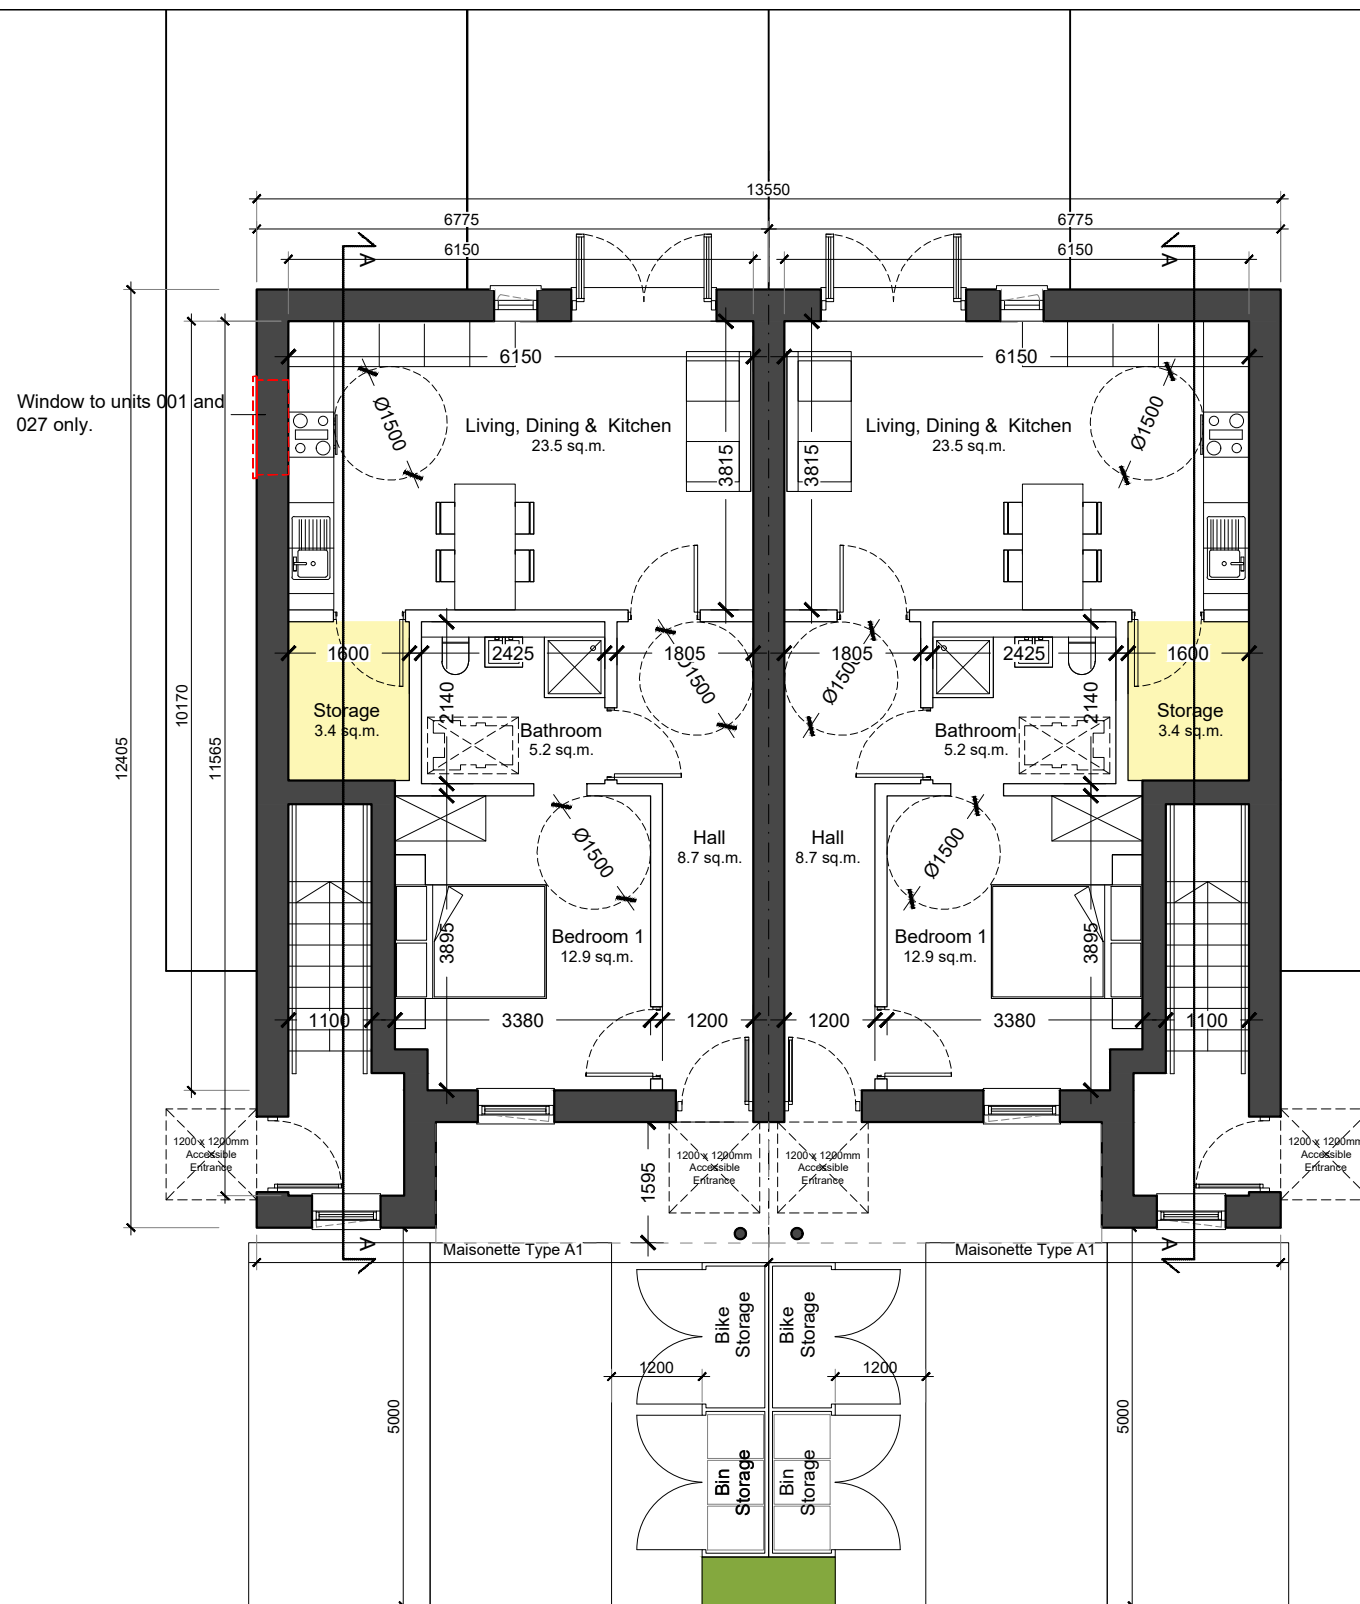 13550
6775
6775
6150
6150
A
A
6150
6150
Window to units 001 and
027 only.
Ø1500
Living, Dining & Kitchen
23.5 sq.m.
3815
3815
Living, Dining & Kitchen
23.5 sq.m.
Ø1500
1600
2425
1805
1805
2425
1600
Ø1500
Ø1500
2140
2140
Storage
3.4 sq.m.
Bathroom
5.2 sq.m.
Bathroom
5.2 sq.m.
Storage
3.4 sq.m.
12405
10170
11565
Ø1500
Hall
8.7 sq.m.
Hall
8.7 sq.m.
Ø1500
3895
Bedroom 1
12.9 sq.m.
Bedroom 1
12.9 sq.m.
3895
1100
3380
1200
1200
3380
1100
1200 x 1200mm
Accessible
Entrance
1595
1200 x 1200mm
Accessible
Entrance
1200 x 1200mm
Accessible
Entrance
1200 x 1200mm
Accessible
Entrance
A
Maisonette Type A1
Maisonette Type A1
A
Bike
Storage
Bike
Storage
1200
1200
5000
5000
Bin
Storage
Bin
Storage